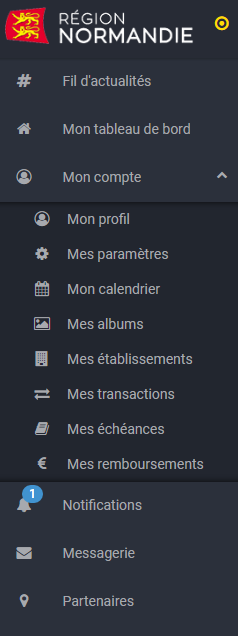 RÉGION
NORMANDIE
Fil d'actualités
Mon tableau de bord
Mon compte
Mon profil
Mes paramètres
Mon calendrier
Mes albums
Mes établissements
Mes transactions
Mes échéances
Mes remboursements
1
Notifications
Messagerie
Partenaires